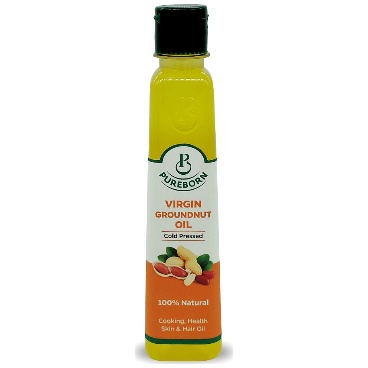 PUREBORN
VIRGIN
GROUNDNUT
OIL
Cold Pressed
100% Natural
Cooking, Health,
Skin & Hair Oil